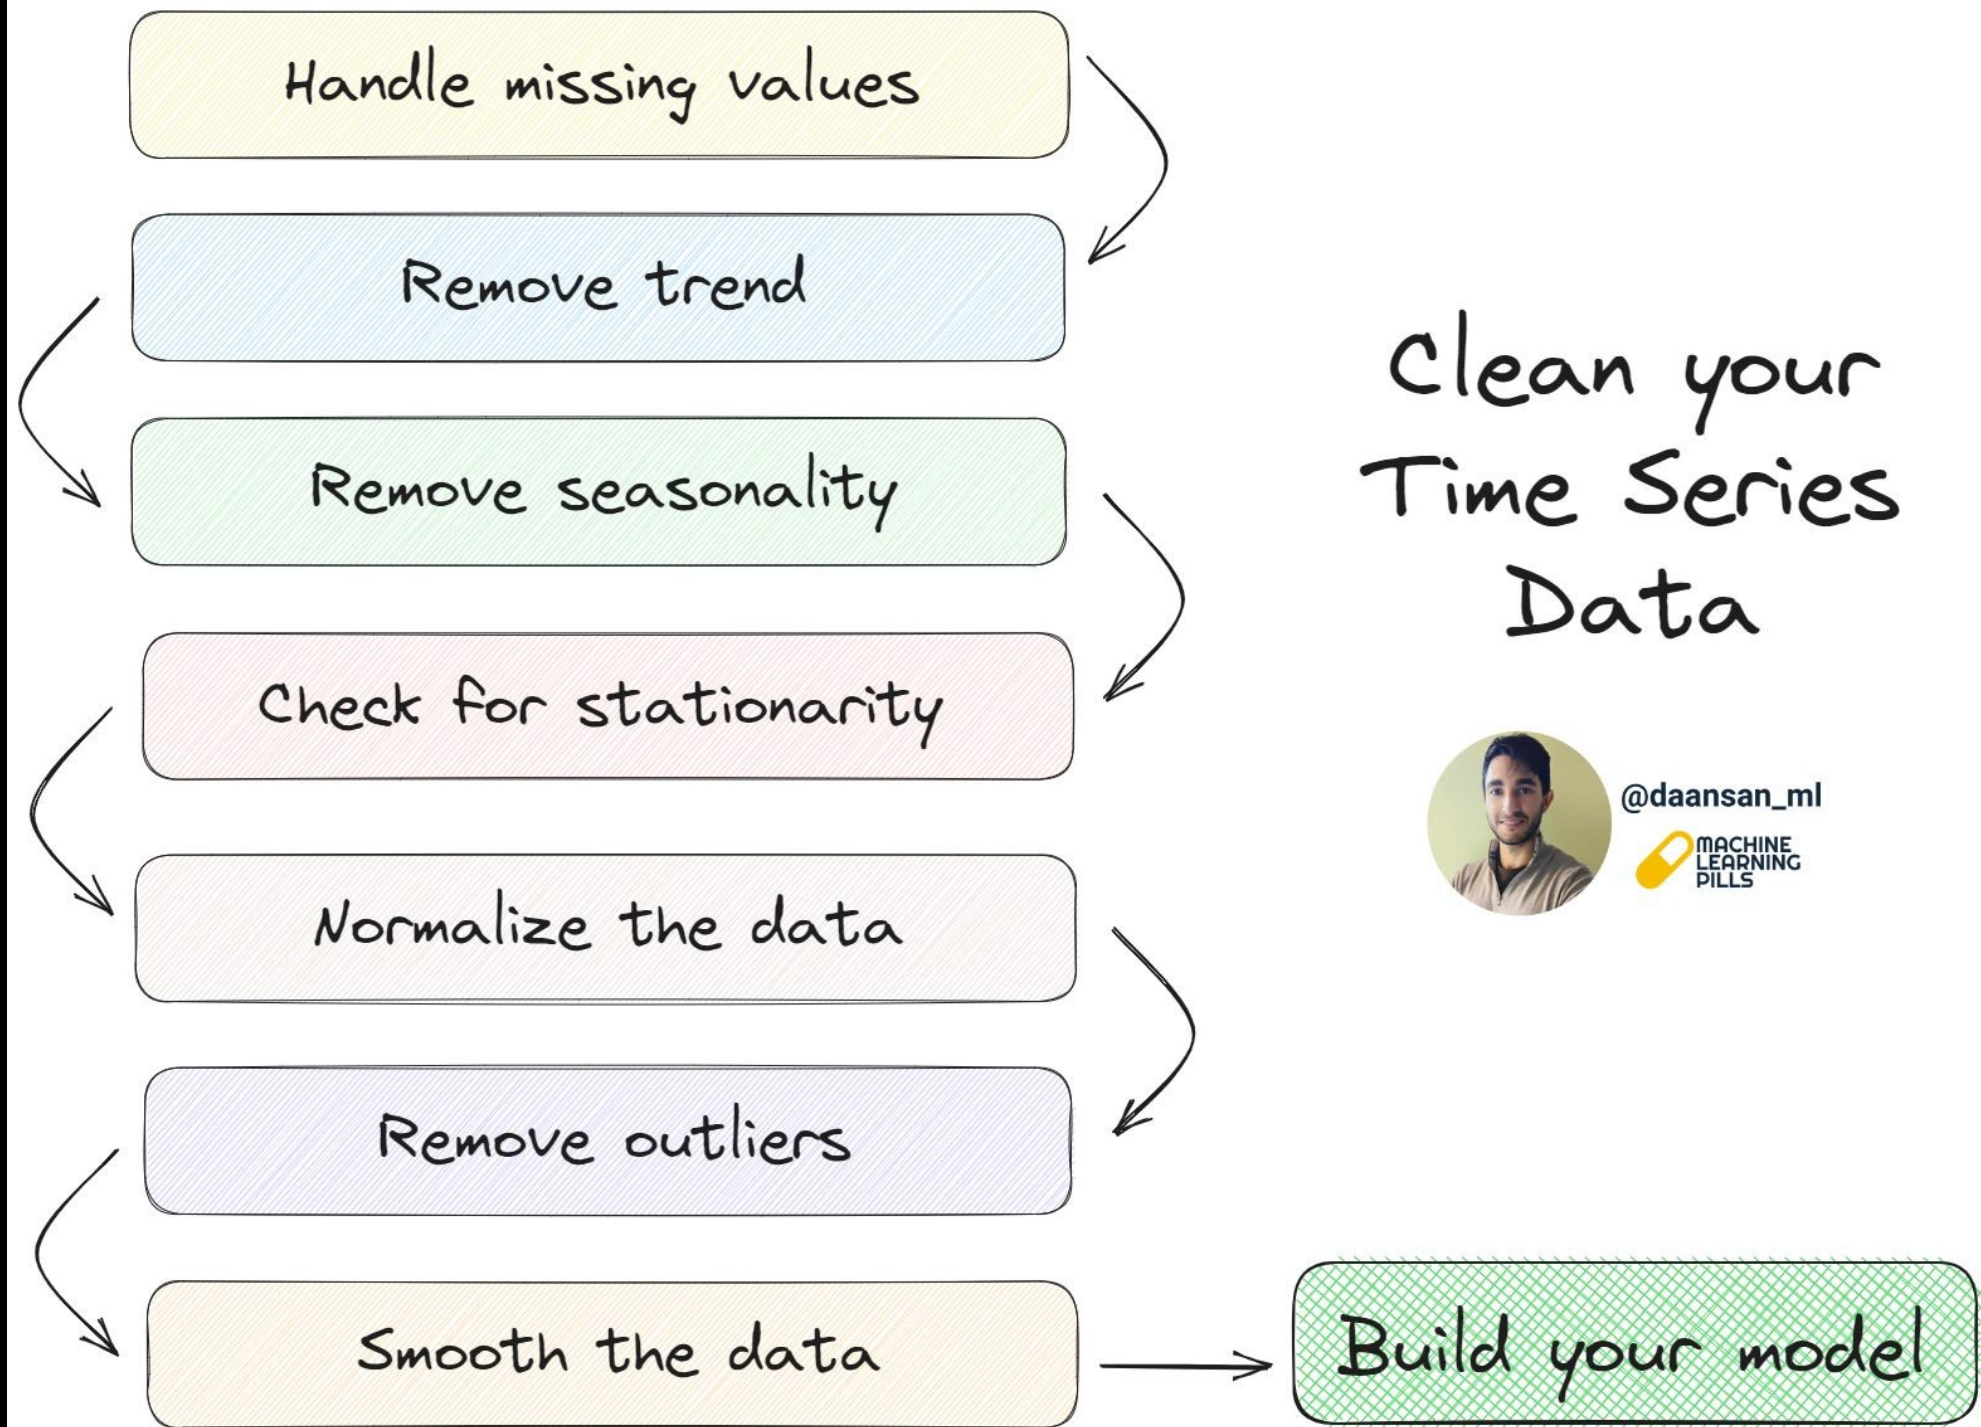 Handle missing values
Remove trend
Remove seasonality
Check for stationarity
Normalize the data
Remove outliers
Smooth the data
Build your model
Clean your
Time Series
Data
@daansan_ml
MACHINE
LEARNING
PILLS